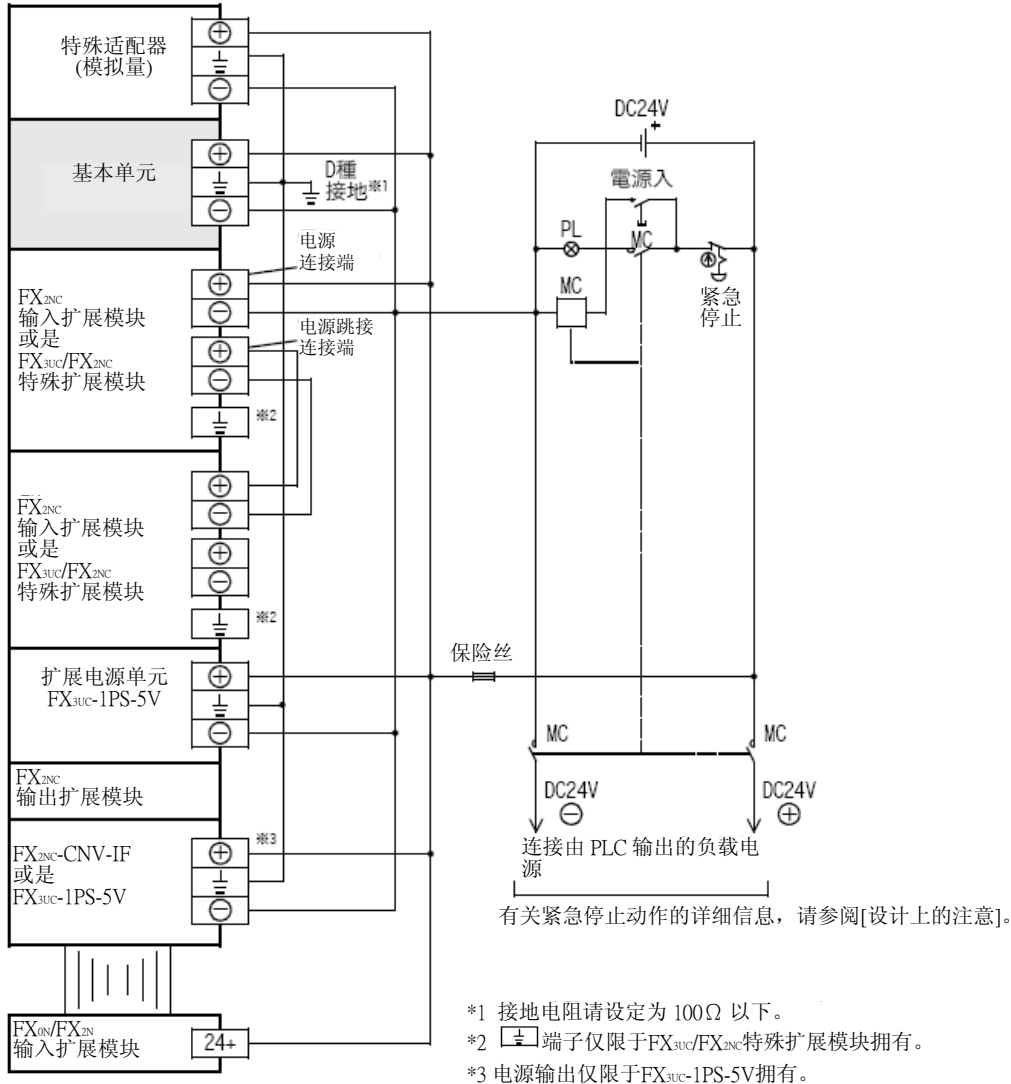 特殊适配器
(模拟量)
基本单元
D種
接地※1
电源
连接端
FX2NC
输入扩展模块
或是
FX3UC/FX2NC
特殊扩展模块
电源跳接
连接端
※2
FX2NC
输入扩展模块
或是
FX3UC/FX2NC
特殊扩展模块
※2
扩展电源单元
FX3UC-1PS-5V
FX2NC
输出扩展模块
FX2NC-CNV-IF
或是
FX3UC-1PS-5V
※3
FX0N/FX2N
输入扩展模块
24+
DC24V
+
電源入
PL
MC
MC
紧急
停止
保险丝
MC
MC
DC24V
DC24V
连接由 PLC 输出的负载电
源
有关紧急停止动作的详细信息，请参阅[设计上的注意]。
*1 接地电阻请设定为 100Ω 以下。
*2 端子仅限于FX3UC/FX2NC特殊扩展模块拥有。
*3 电源输出仅限于FX3UC-1PS-5V拥有。